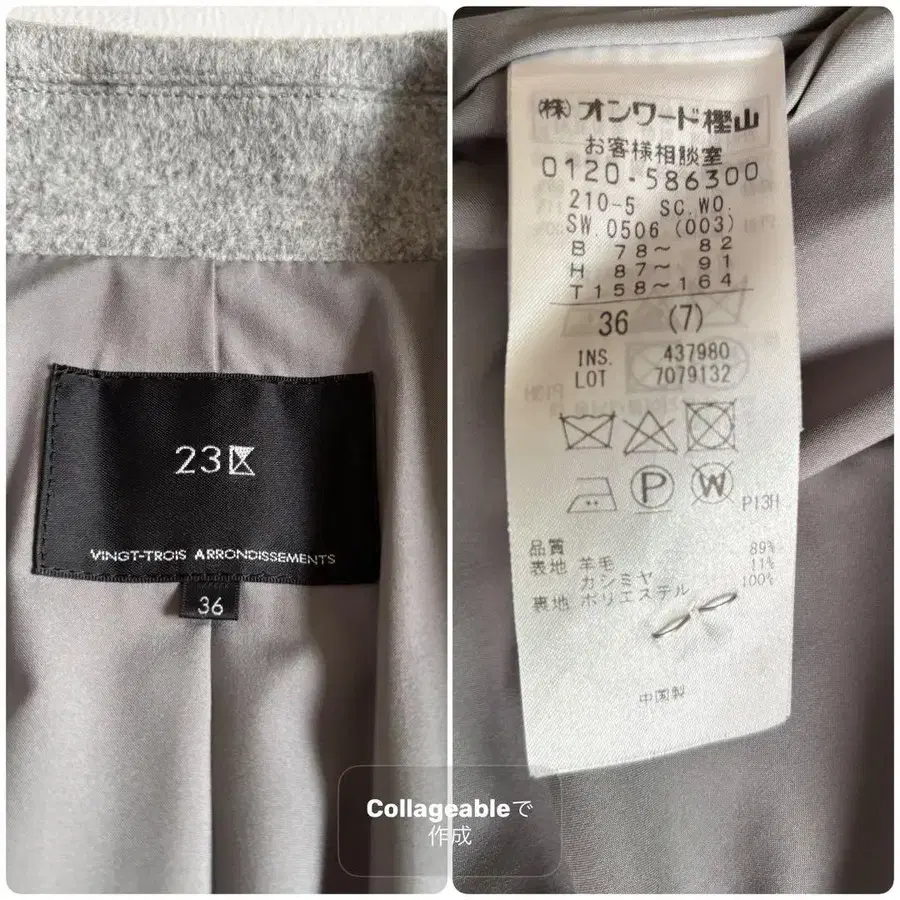 23区
VINGT-TROIS ARRONDISSEMENTS
36
(株)オンワード樫山
お客様相談室
0120-586300
210-5 SC.WO.
SW.0506 (003)
B 78～ 82
H 87～ 91
T158～164
36 (7)
INS. 437980
LOT 7079132
P
W
P13H
品質
表地 羊毛 89%
カシミヤ 11%
裏地 ポリエステル 100%
中国製
Collageableで
作成